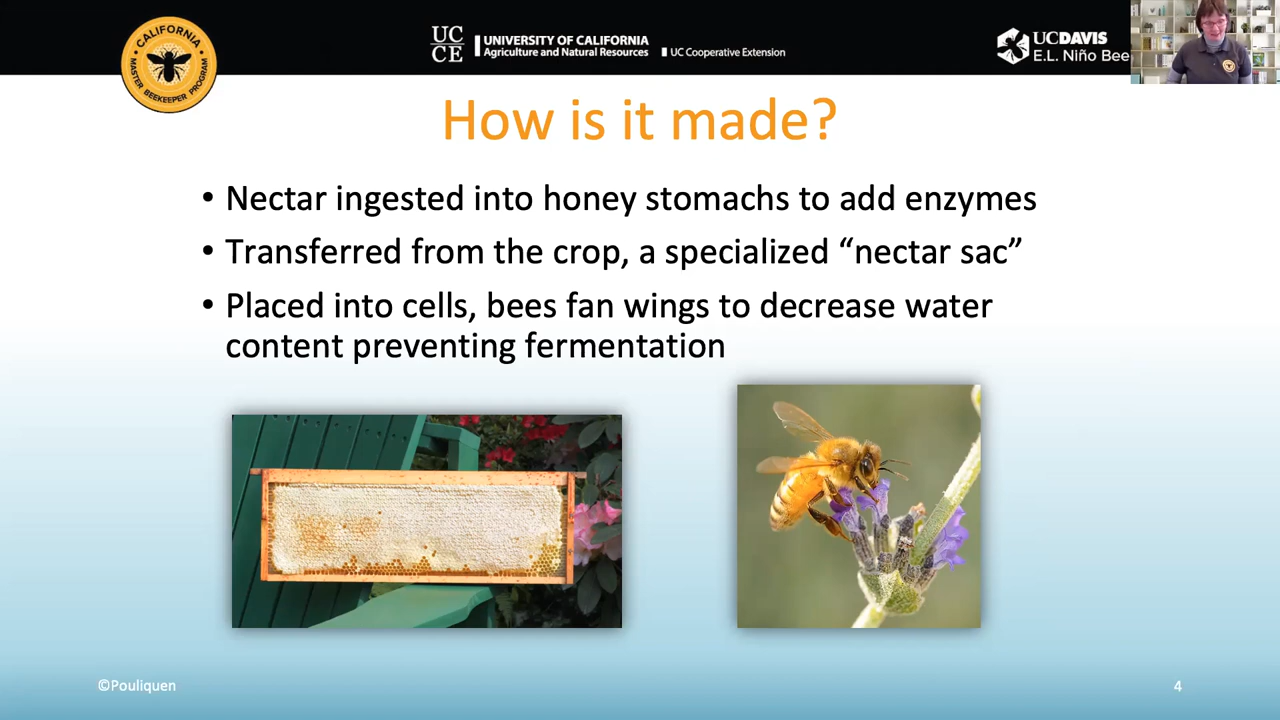 CALIFORNIA
MASTER BEEKEEPER PROGRAM
UC
CE
UNIVERSITY OF CALIFORNIA
Agriculture and Natural Resources
UC Cooperative Extension
UCDAVIS
E.L. Niño Bee
How is it made?
• Nectar ingested into honey stomachs to add enzymes
• Transferred from the crop, a specialized “nectar sac”
• Placed into cells, bees fan wings to decrease water
content preventing fermentation
©Pouliquen
4